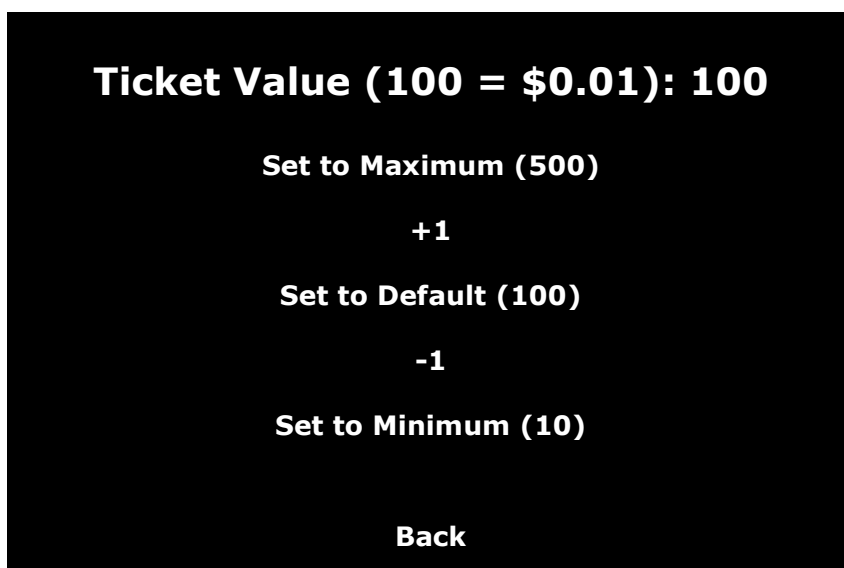 Ticket Value (100 = $0.01): 100
Set to Maximum (500)
+1
Set to Default (100)
-1
Set to Minimum (10)
Back